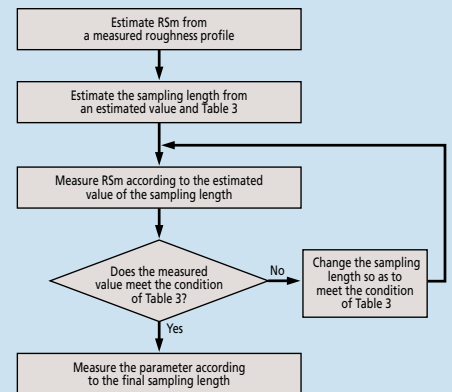 Estimate RSm from
a measured roughness profile
Estimate the sampling length from
an estimated value and Table 3
Measure RSm according to the estimated
value of the sampling length
Does the measured
value meet the condition
of Table 3?
No
Change the sampling
length so as to
meet the condition
of Table 3
Yes
Measure the parameter according
to the final sampling length